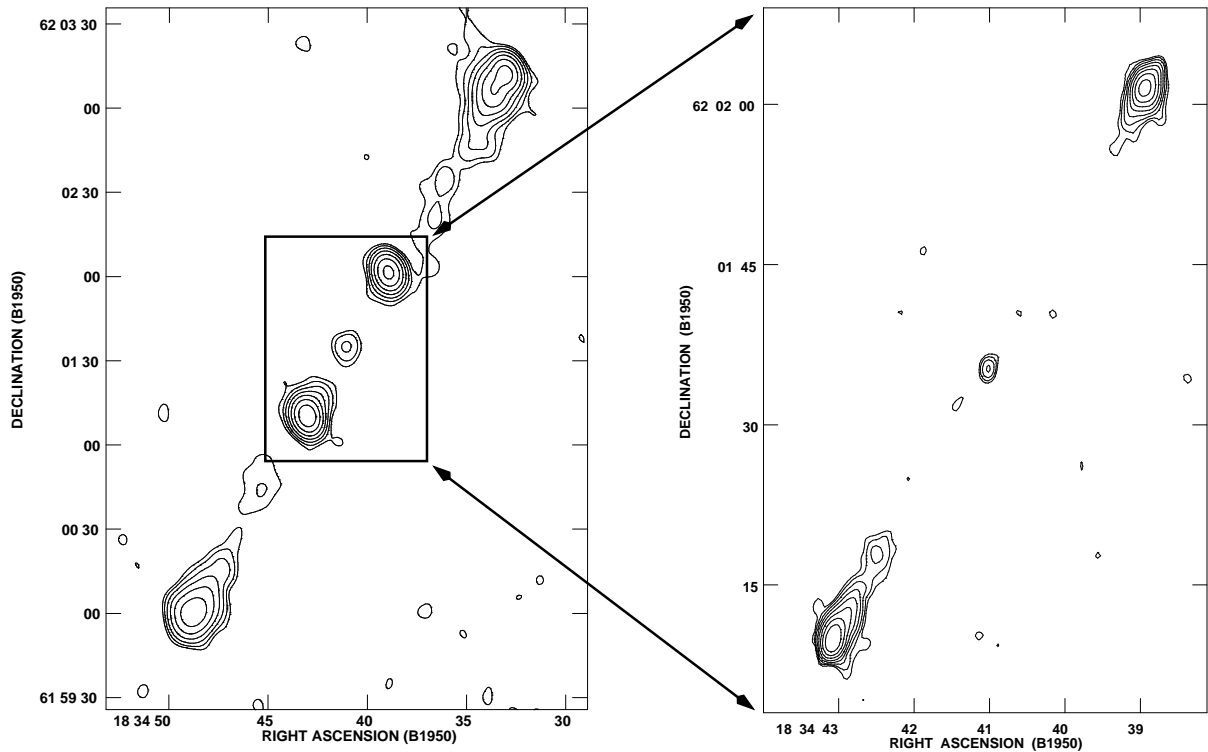 62 03 30
00
02 30
00
01 30
00
00 30
00
61 59 30
DECLINATION (B1950)
18 34 50 45 40 35 30
RIGHT ASCENSION (B1950)
62 02 00
01 45
30
15
DECLINATION (B1950)
18 34 43 42 41 40 39
RIGHT ASCENSION (B1950)